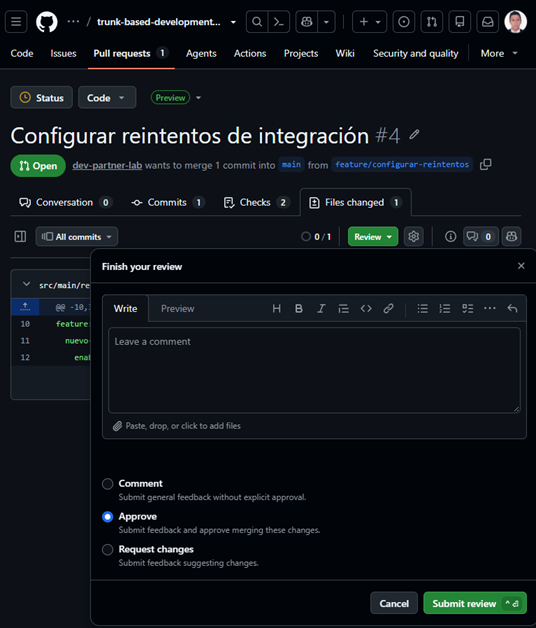 trunk-based-development...
Code Issues Pull requests 1 Agents Actions Projects Wiki Security and quality More
Status Code Preview
Configurar reintentos de integración #4
Open dev-partner-lab wants to merge 1 commit into main from feature/configurar-reintentos
Conversation 0 Commits 1 Checks 2 Files changed 1
All commits 0 / 1 Review 0
Finish your review
src/main/re
@@ -10,
Write Preview
10 feature:
11 nuevo-
12 enab
Leave a comment
Paste, drop, or click to add files
Comment
Submit general feedback without explicit approval.
Approve
Submit feedback and approve merging these changes.
Request changes
Submit feedback suggesting changes.
Cancel Submit review